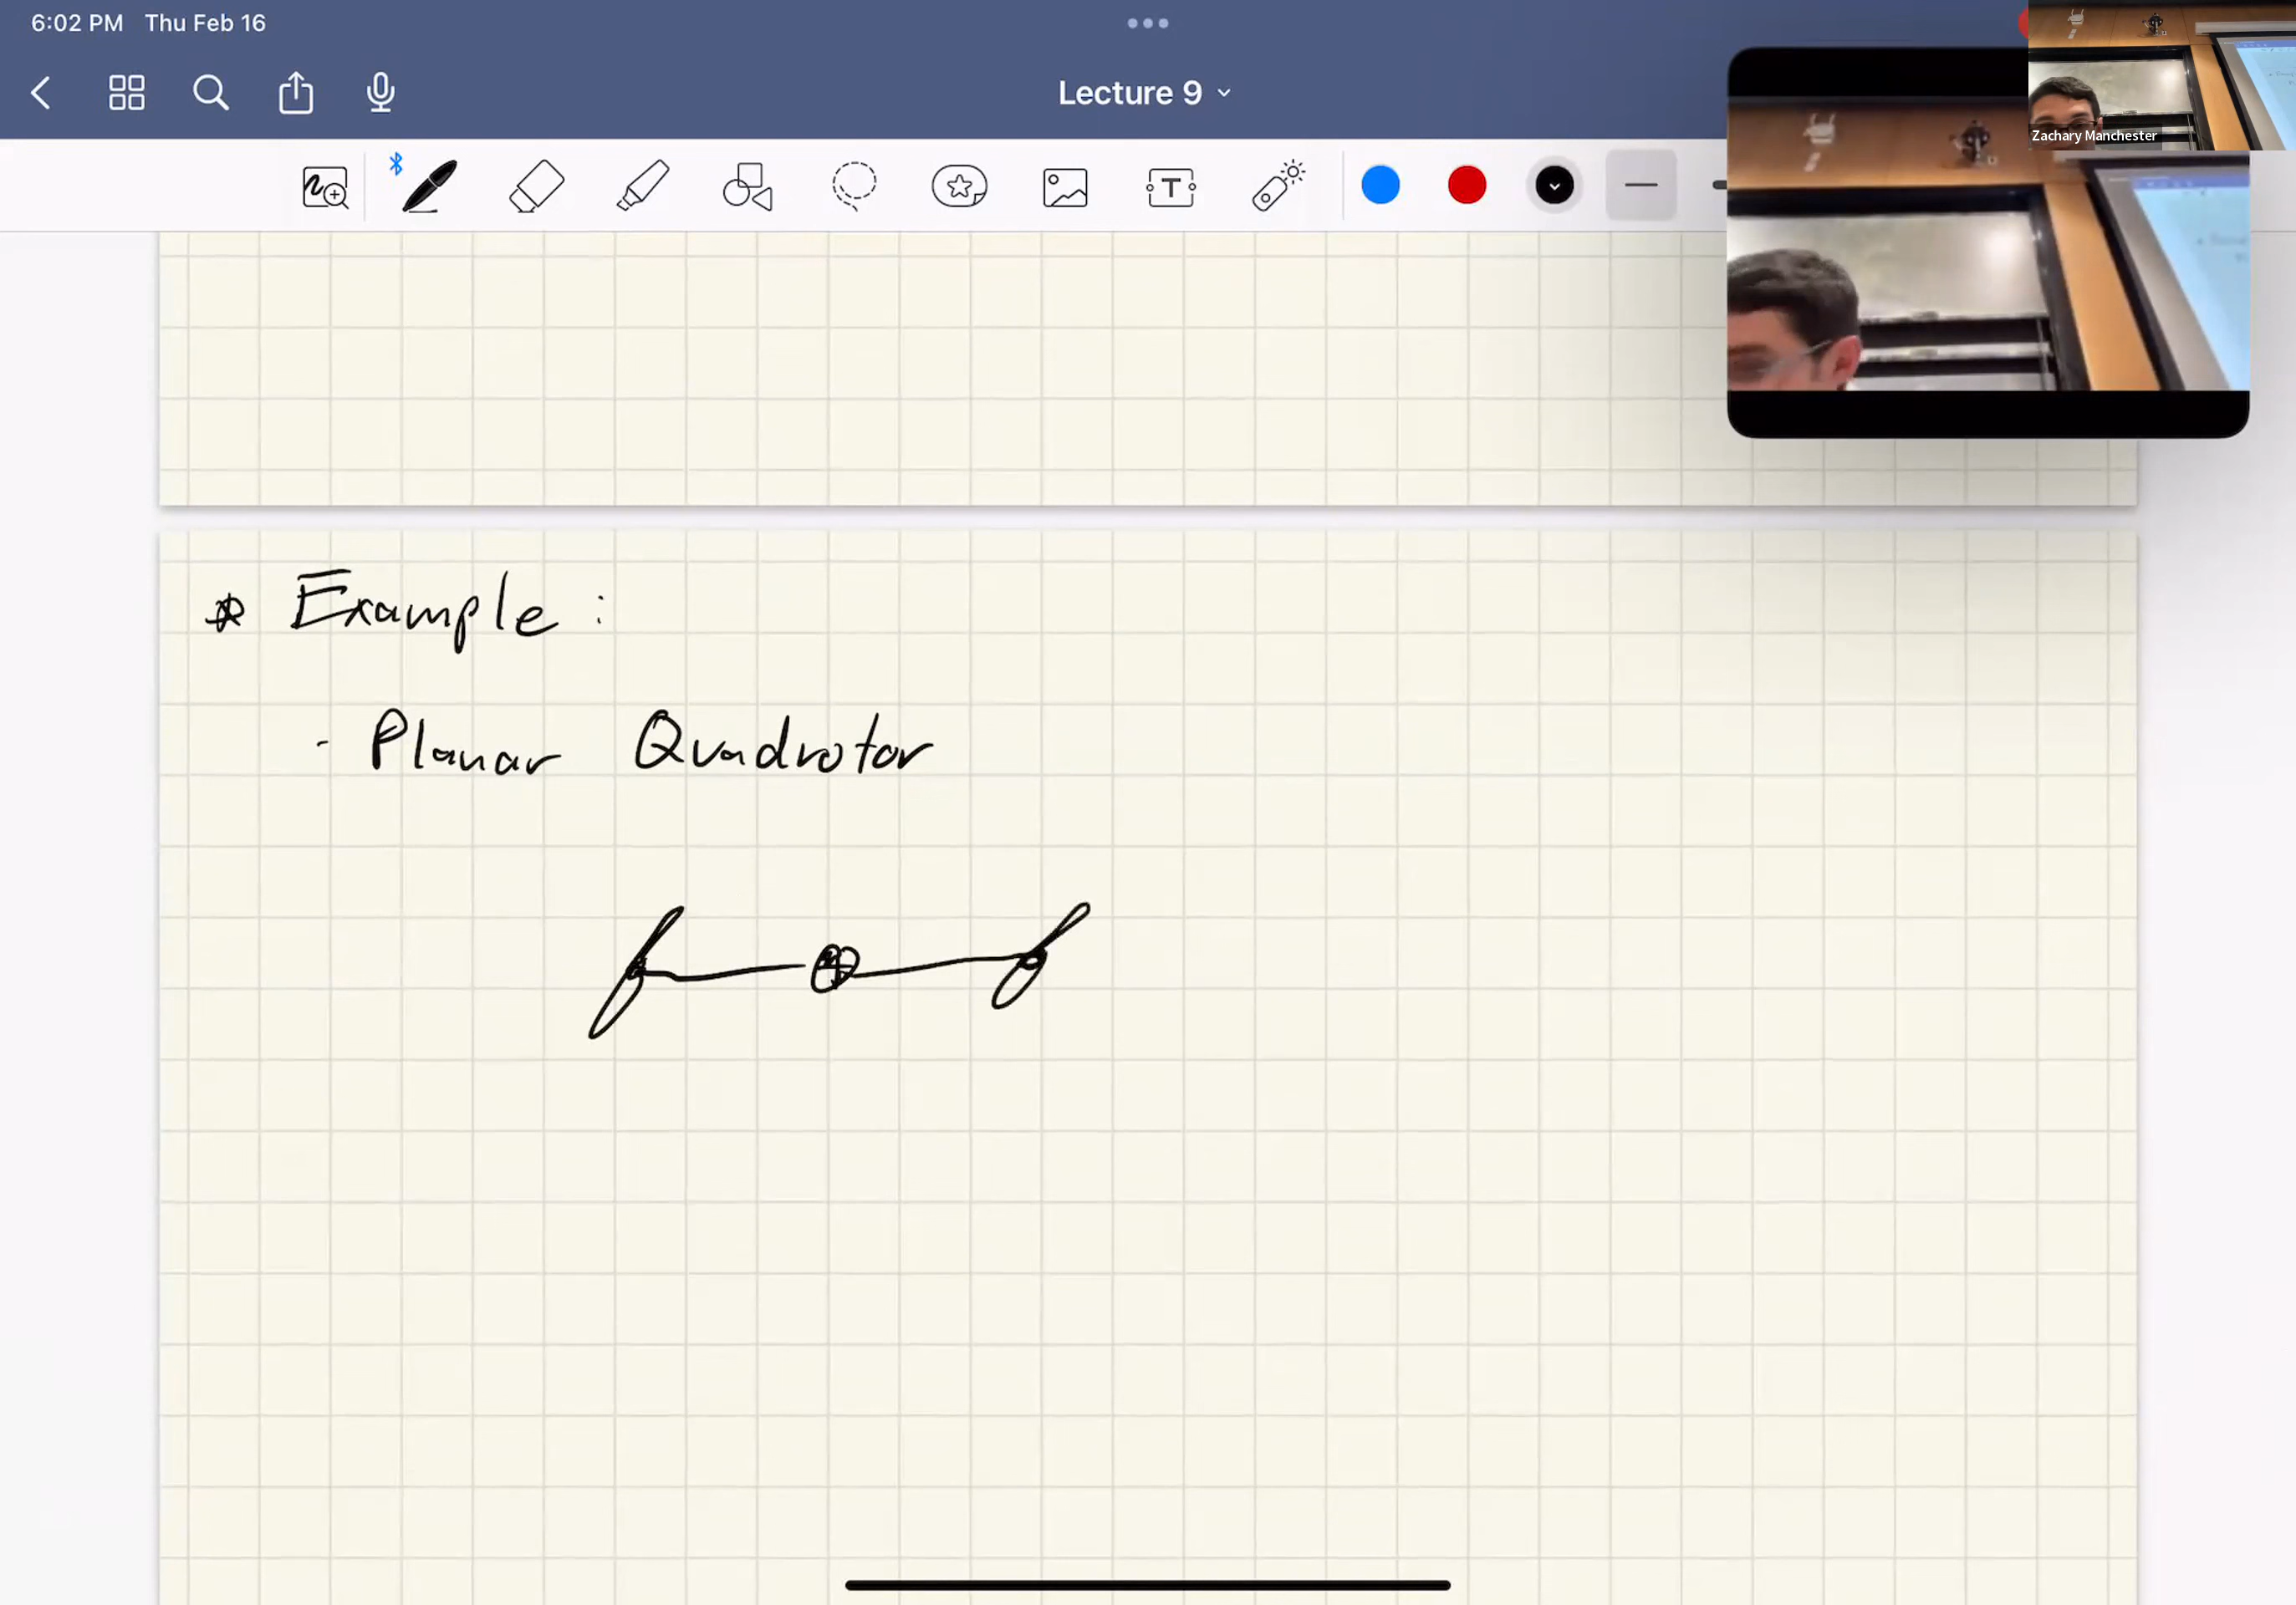 6:02 PM Thu Feb 16
Lecture 9
Zachary Manchester
* Example :
- Planar Quadrotor